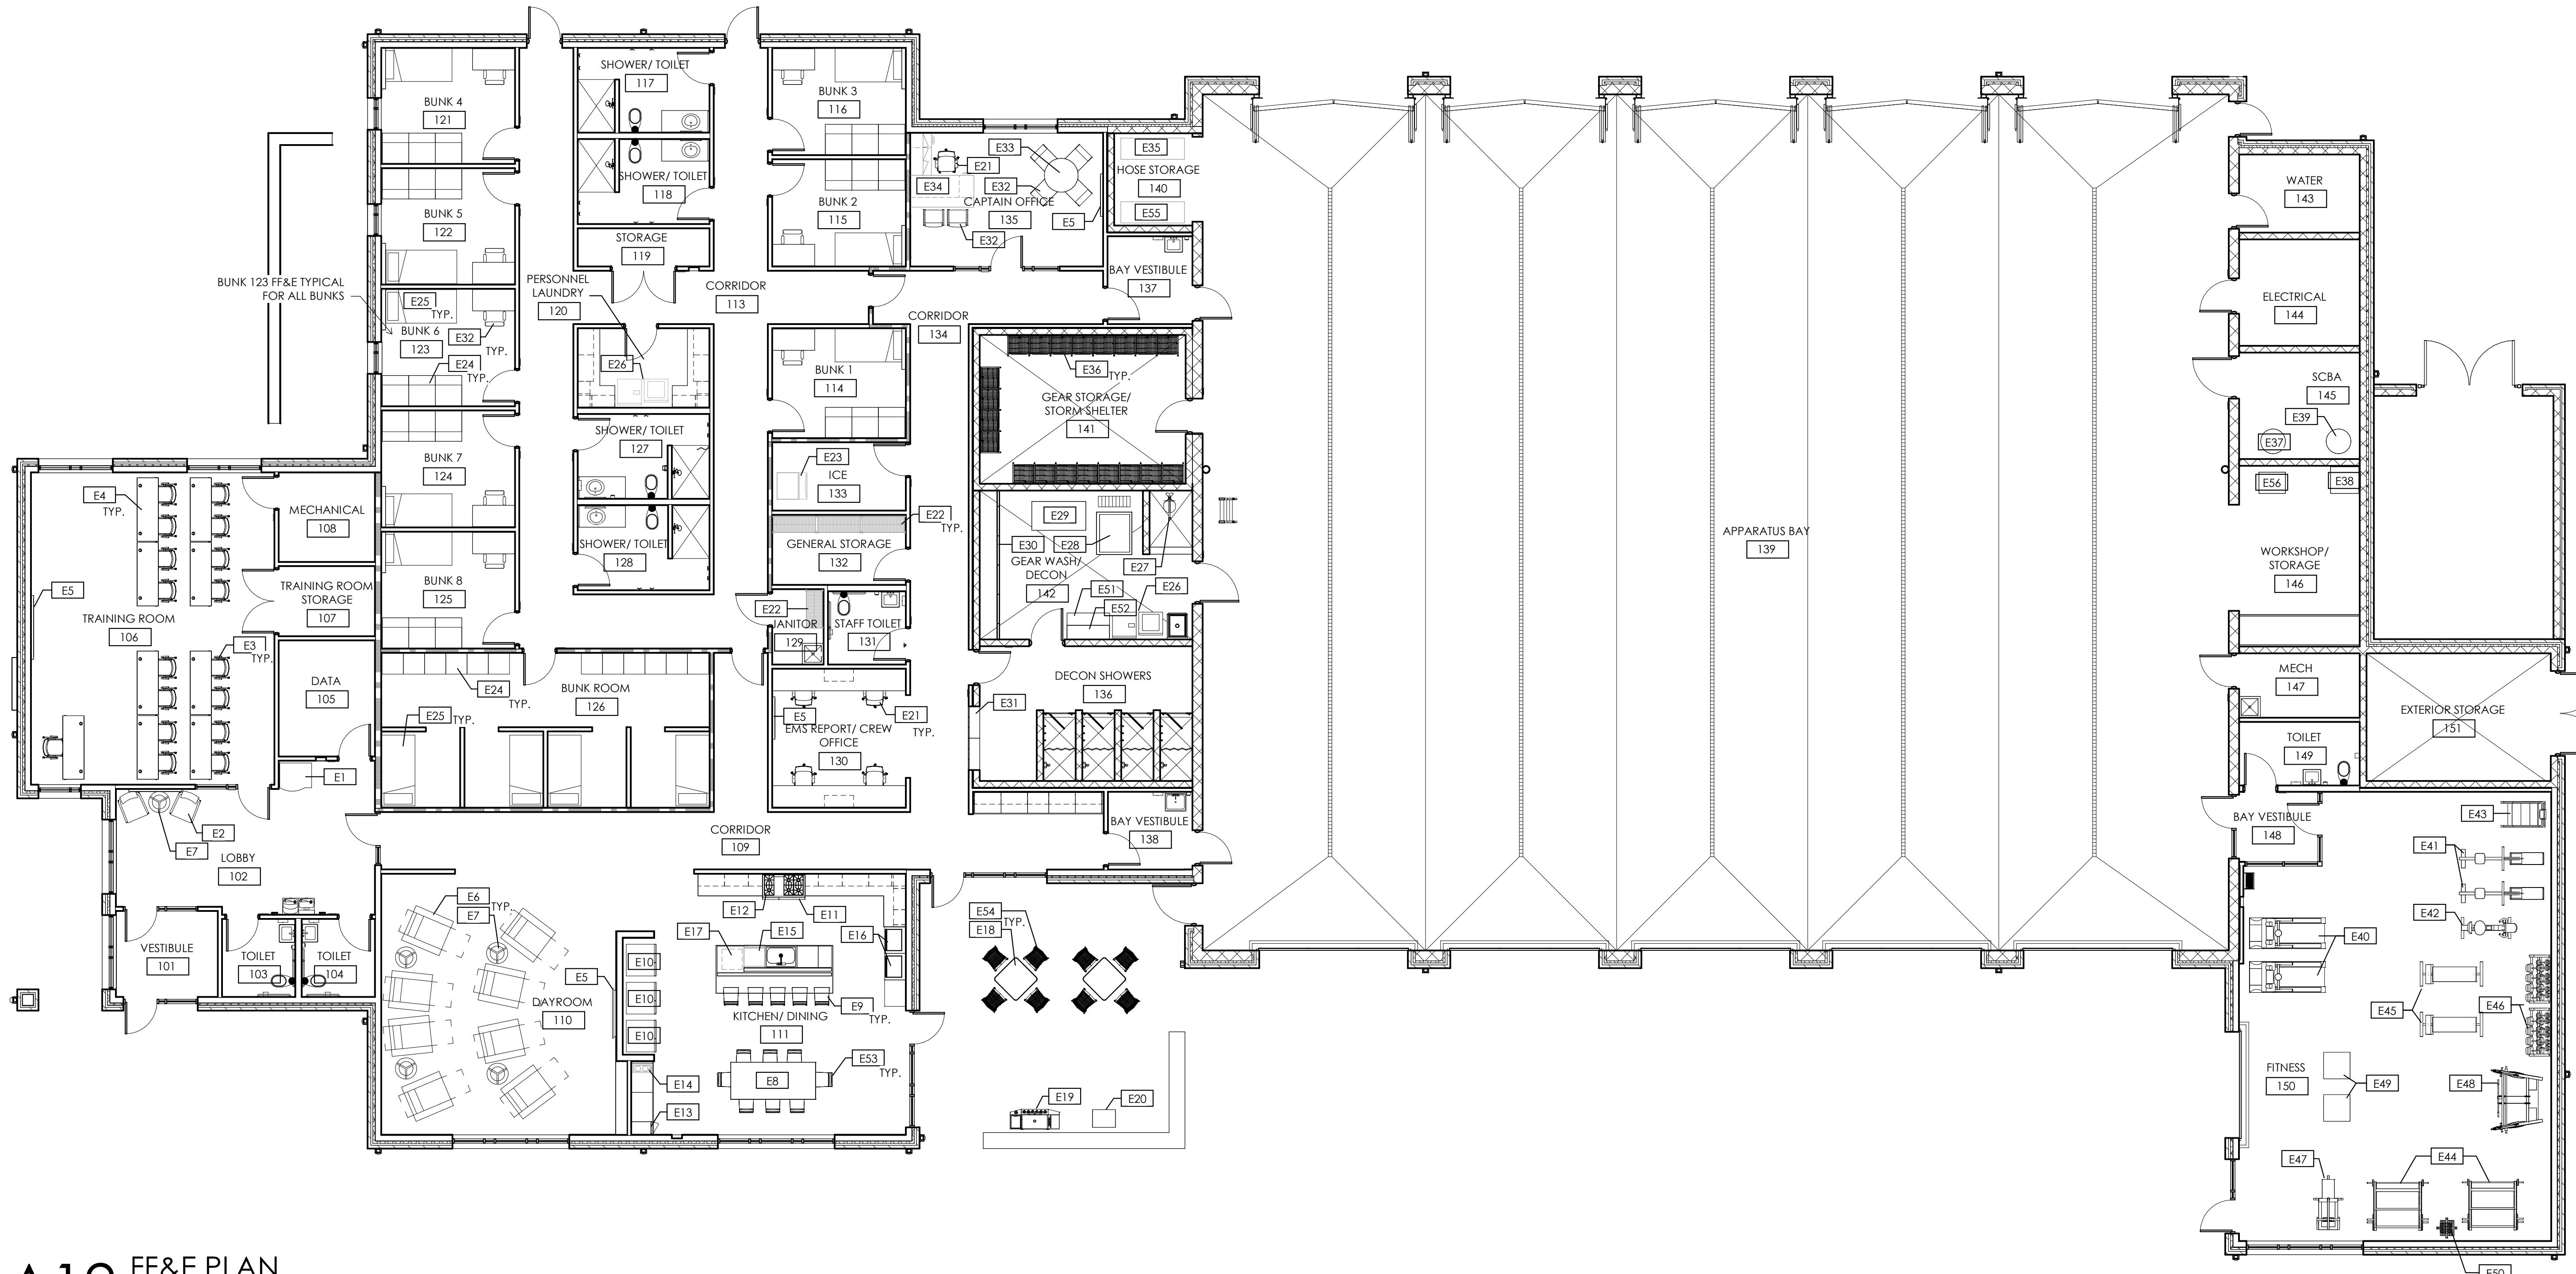 SHOWER/ TOILET
117
BUNK 4
121
BUNK 3
116
E35
HOSE STORAGE
140
E55
E33
E21
E34
E32
CAPTAIN OFFICE
135
E5
E32
SHOWER/ TOILET
118
BUNK 5
122
BUNK 2
115
WATER
143
STORAGE
119
BUNK 123 FF&E TYPICAL
FOR ALL BUNKS
PERSONNEL
LAUNDRY
120
CORRIDOR
113
BAY VESTIBULE
137
ELECTRICAL
144
E25
TYP.
BUNK 6
123
E32
TYP.
E24
TYP.
CORRIDOR
134
E26
BUNK 1
114
E36
TYP.
GEAR STORAGE/
STORM SHELTER
141
SCBA
145
E39
E37
SHOWER/ TOILET
127
BUNK 7
124
E23
ICE
133
E4
TYP.
MECHANICAL
108
E22
TYP.
E29
E30
E28
GEAR WASH/
DECON
142
E27
E51
E26
E52
E56
E38
SHOWER/ TOILET
128
GENERAL STORAGE
132
APPARATUS BAY
139
WORKSHOP/
STORAGE
146
BUNK 8
125
TRAINING ROOM
STORAGE
107
E5
TRAINING ROOM
106
E3
TYP.
E22
JANITOR
129
STAFF TOILET
131
DATA
105
E24
TYP.
BUNK ROOM
126
E25
TYP.
E5
E21
TYP.
EMS REPORT/ CREW
OFFICE
130
DECON SHOWERS
136
E31
MECH
147
EXTERIOR STORAGE
151
TOILET
149
E1
E2
E7
LOBBY
102
CORRIDOR
109
BAY VESTIBULE
138
BAY VESTIBULE
148
E43
E41
E42
E40
E6
TYP.
E7
E12
E11
E54
TYP.
E18
E17
E15
E16
VESTIBULE
101
TOILET
103
TOILET
104
E10
E5
E10
DAYROOM
110
E10
E9
TYP.
KITCHEN/ DINING
111
E45
E46
E53
TYP.
E8
E14
E13
E19
E20
FITNESS
150
E49
E48
E47
E44
E50
A10
FF&E PLAN